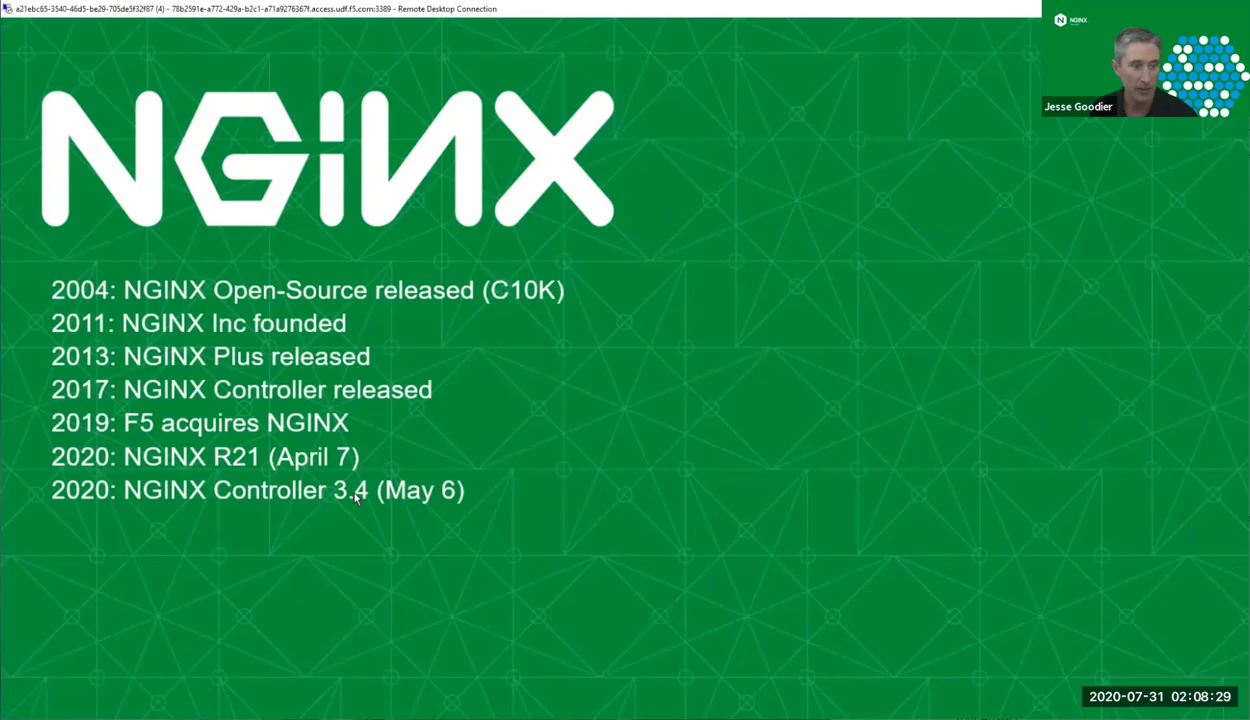 a21ebc65-3540-46d5-be29-705de5f32f87 (4) - 78b2591e-a772-429a-b2c1-a71a9276367f.access.udf.f5.com:3389 - Remote Desktop Connection
NGINX
Jesse Goodier
NGINX
2004: NGINX Open-Source released (C10K)
2011: NGINX Inc founded
2013: NGINX Plus released
2017: NGINX Controller released
2019: F5 acquires NGINX
2020: NGINX R21 (April 7)
2020: NGINX Controller 3.4 (May 6)
2020-07-31 02:08:29